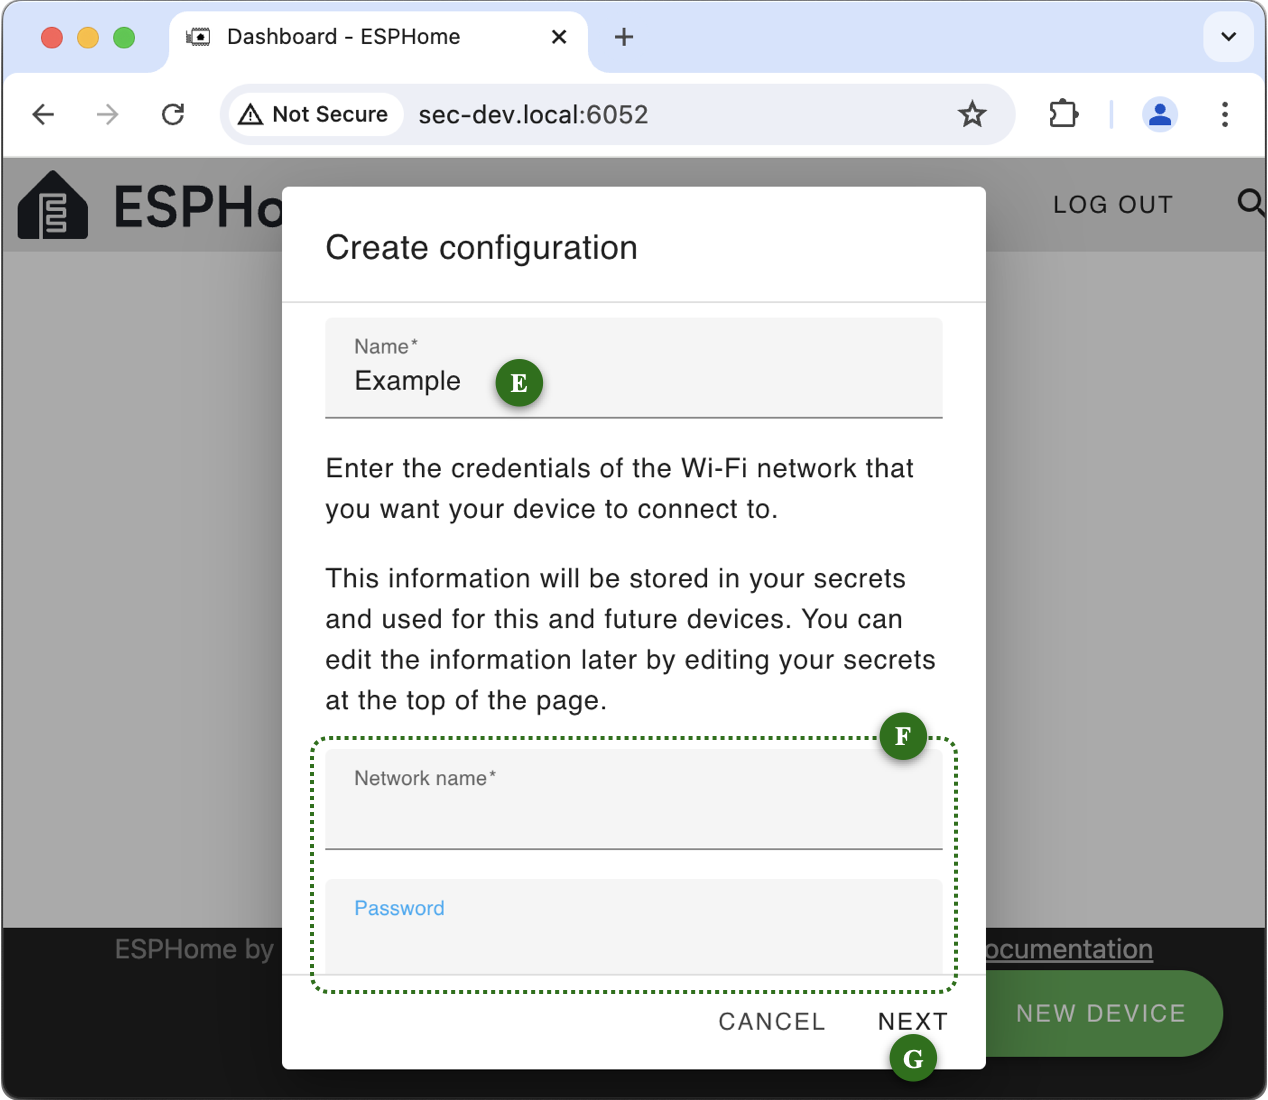 Dashboard - ESPHome
Not Secure
sec-dev.local:6052
ESPHo
LOG OUT
Create configuration
Name*
Example
E
Enter the credentials of the Wi-Fi network that
you want your device to connect to.
This information will be stored in your secrets
and used for this and future devices. You can
edit the information later by editing your secrets
at the top of the page.
F
Network name*
Password
ESPHome by
ocumentation
CANCEL
NEXT
NEW DEVICE
G